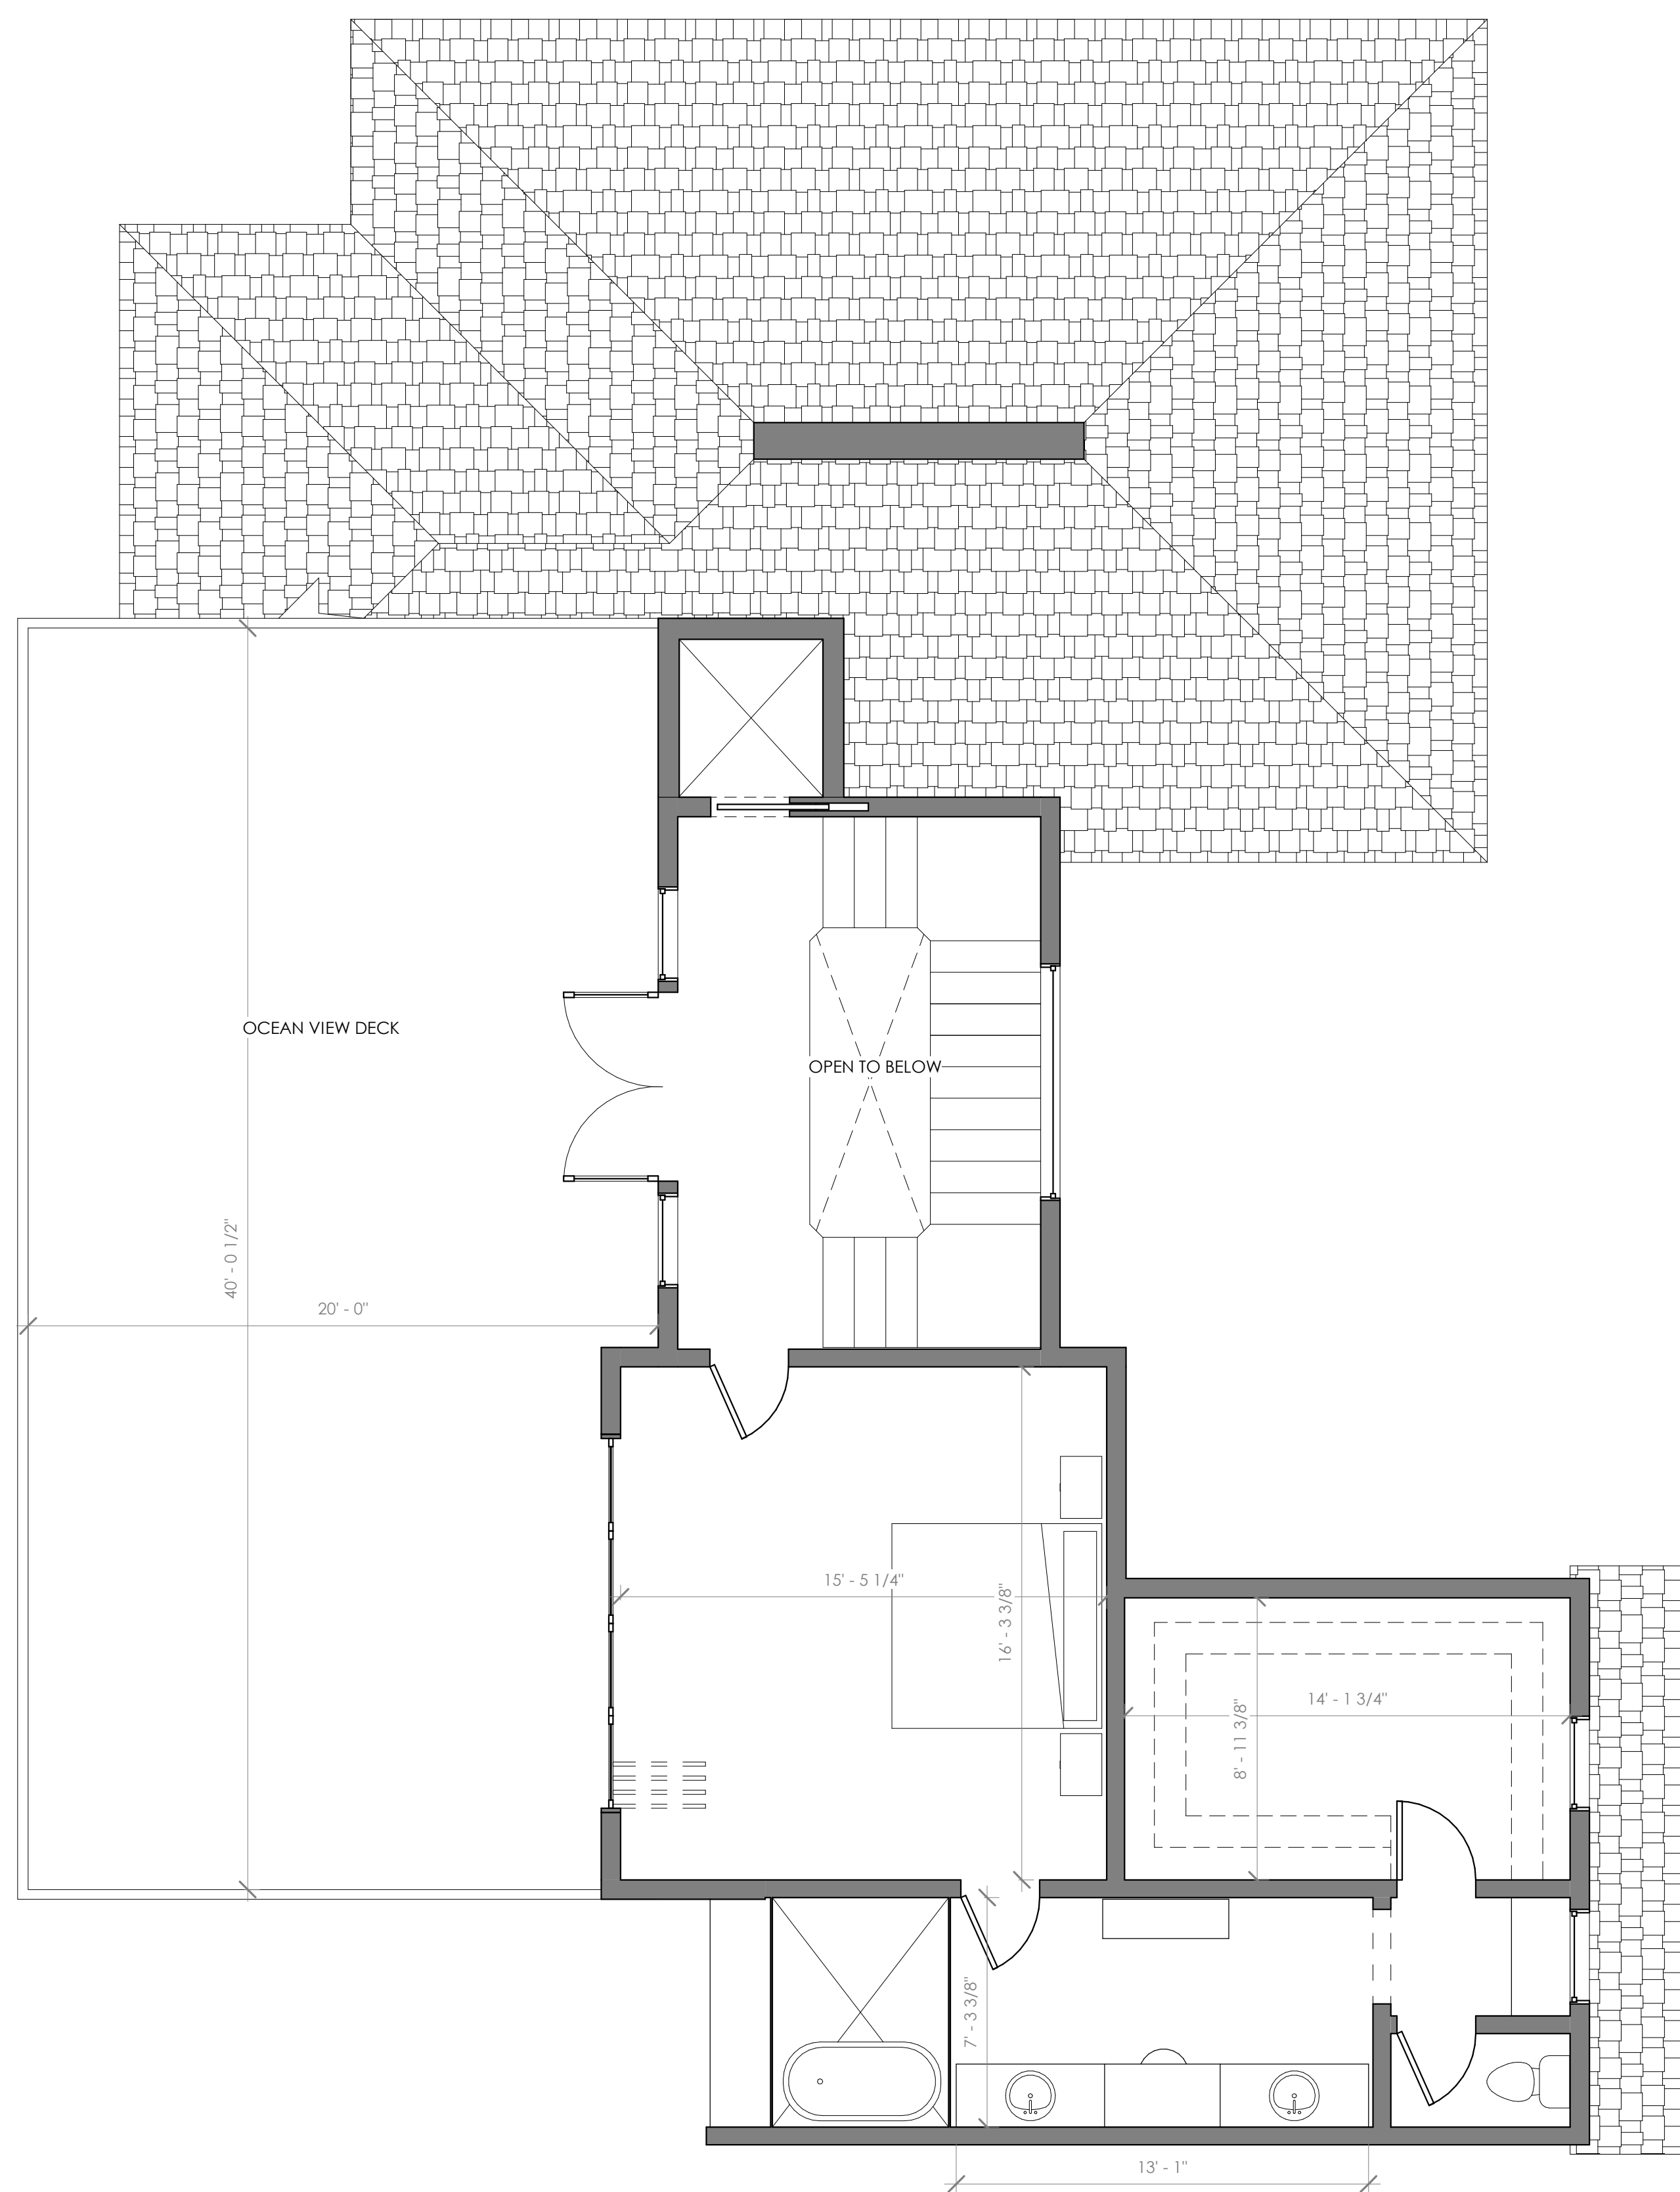 OCEAN VIEW DECK
OPEN TO BELOW
40' - 0 1/2"
20' - 0"
15' - 5 1/4"
16' - 3 3/8"
14' - 1 3/4"
8' - 11 3/8"
7' - 3 3/8"
13' - 1"